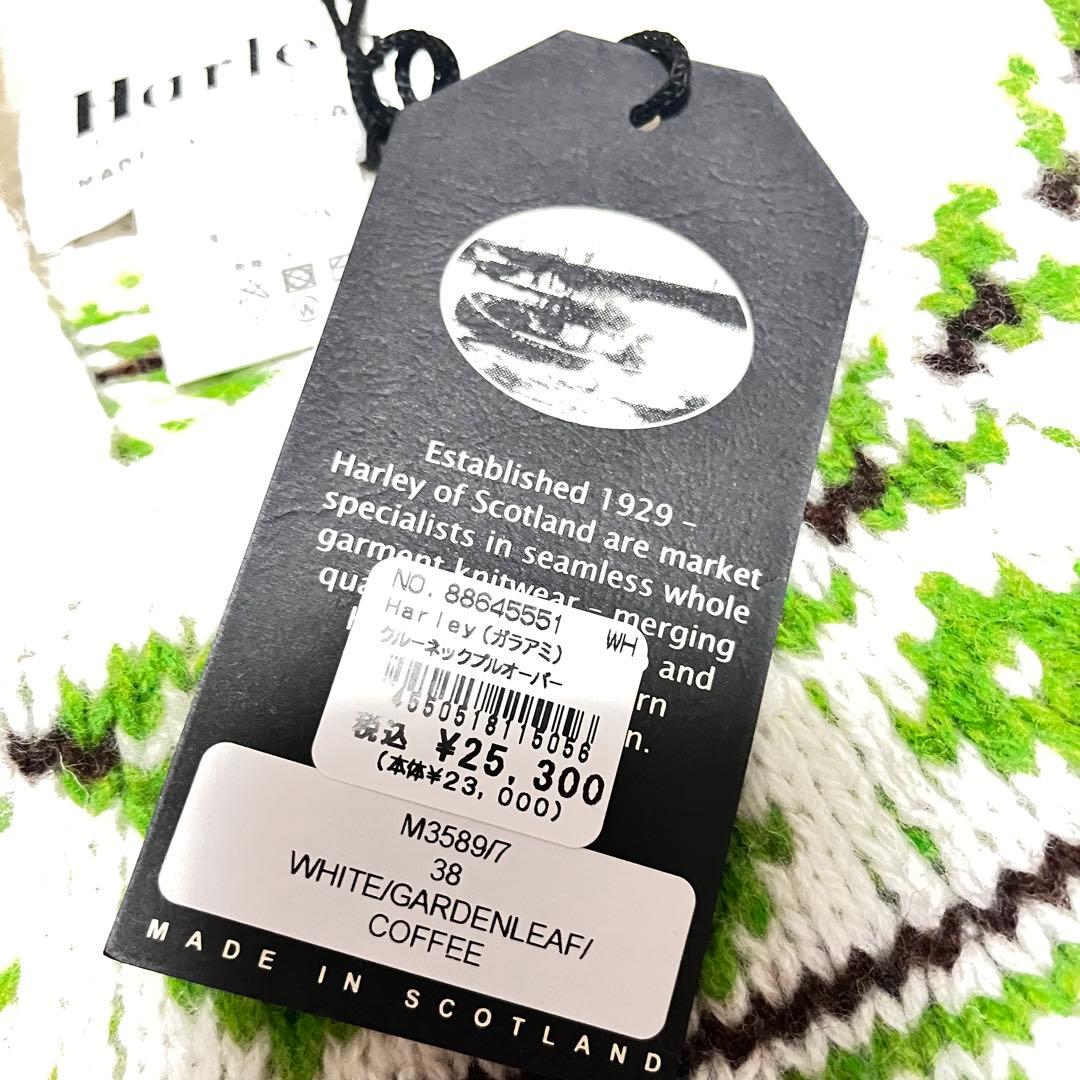 Harle
MADE
W
Established 1929 –
Harley of Scotland are market
specialists in seamless whole
garment knitwear – merging
and
NO. 88645551
Harley(ガラアミ) WH
クルーネックプルオーバー
4550518115056
税込 ¥25,300
(本体¥23,000)
M3589/7
38
WHITE/GARDENLEAF/
COFFEE
MADE IN SCOTLAND